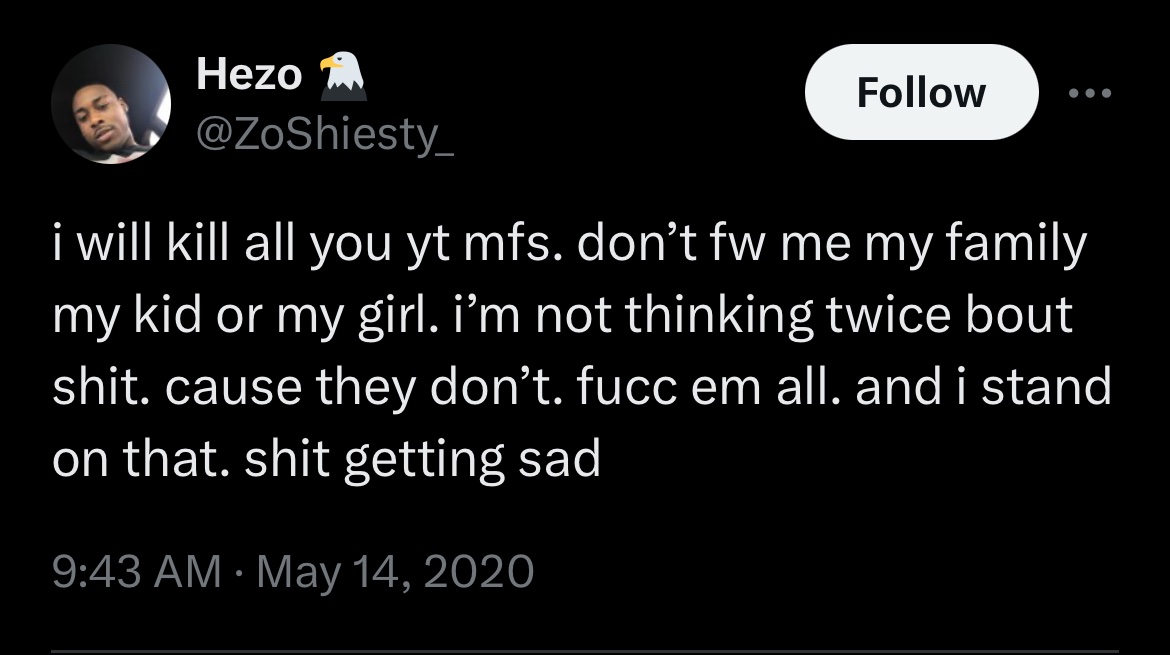 Hezo 🦅
@ZoShiesty_
Follow
i will kill all you yt mfs. don’t fw me my family
my kid or my girl. i’m not thinking twice bout
shit. cause they don’t. fucc em all. and i stand
on that. shit getting sad
9:43 AM · May 14, 2020